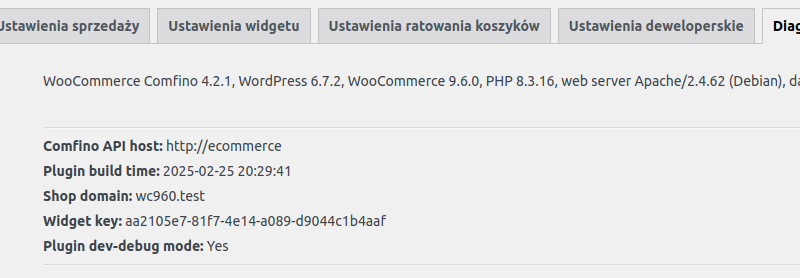 Ustawienia sprzedaży Ustawienia widgetu Ustawienia ratowania koszyków Ustawienia deweloperskie Diag
WooCommerce Comfino 4.2.1, WordPress 6.7.2, WooCommerce 9.6.0, PHP 8.3.16, web server Apache/2.4.62 (Debian), da
Comfino API host: http://ecommerce
Plugin build time: 2025-02-25 20:29:41
Shop domain: wc960.test
Widget key: aa2105e7-81f7-4e14-a089-d9044c1b4aaf
Plugin dev-debug mode: Yes